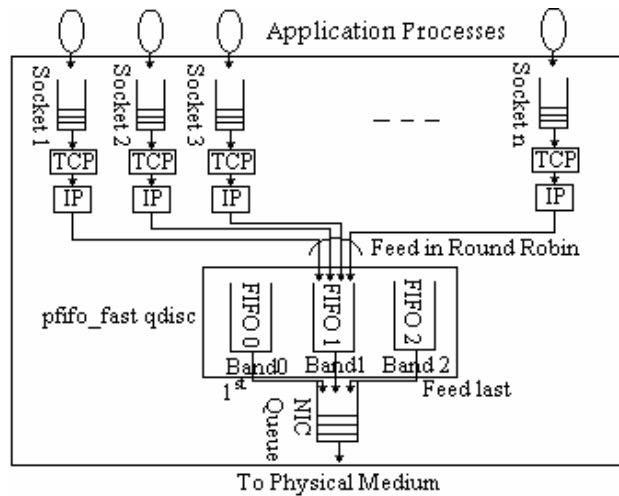 Application Processes
Socket 1
Socket 2
Socket 3
Socket n
TCP
TCP
TCP
TCP
IP
IP
IP
IP
Feed in Round Robin
pfifo_fast qdisc
FIFO 0
FIFO 1
FIFO 2
Band0
Band1
Band 2
1st
Feed last
NIC
Queue
To Physical Medium